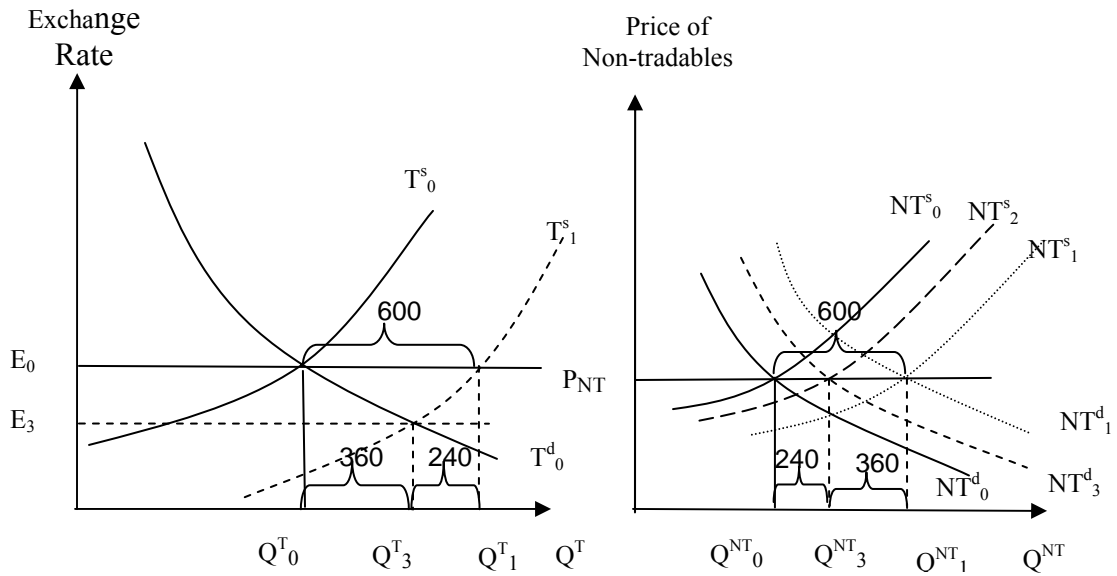 Exchange
Rate
Price of
Non-tradables
T^s_0
T^s_1
NT^s_0
NT^s_2
NT^s_1
600
600
E_0
P_NT
E_3
NT^d_1
360
240
T^d_0
240
360
NT^d_0
NT^d_3
Q^T_0
Q^T_3
Q^T_1
Q^T
Q^NT_0
Q^NT_3
Q^NT_1
Q^NT